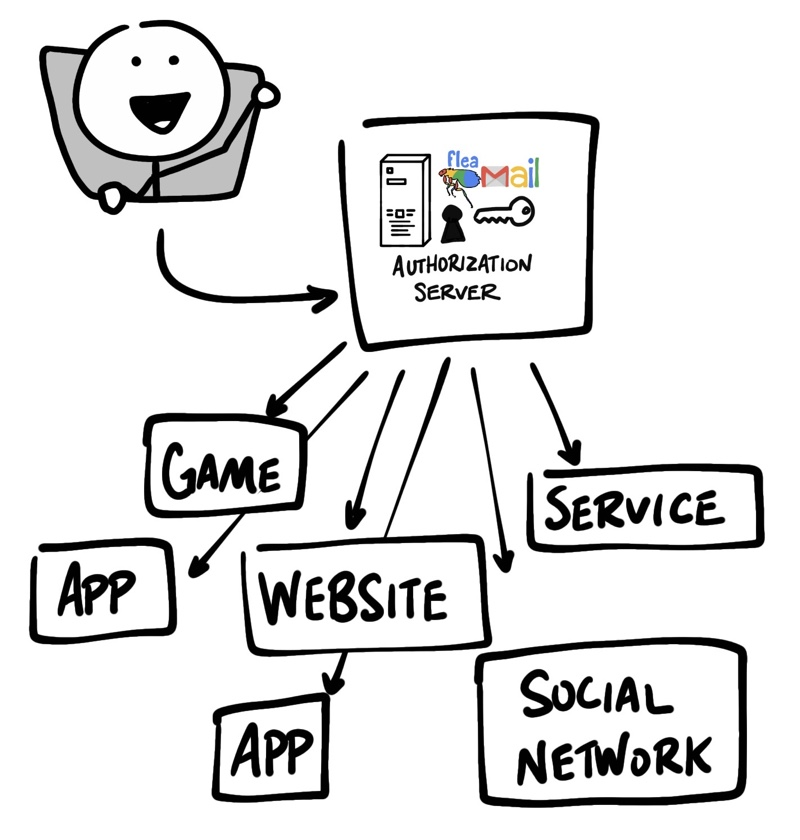 flea
Mail
AUTHORIZATION
SERVER
GAME
SERVICE
APP
WEBSITE
SOCIAL
NETWORK
APP